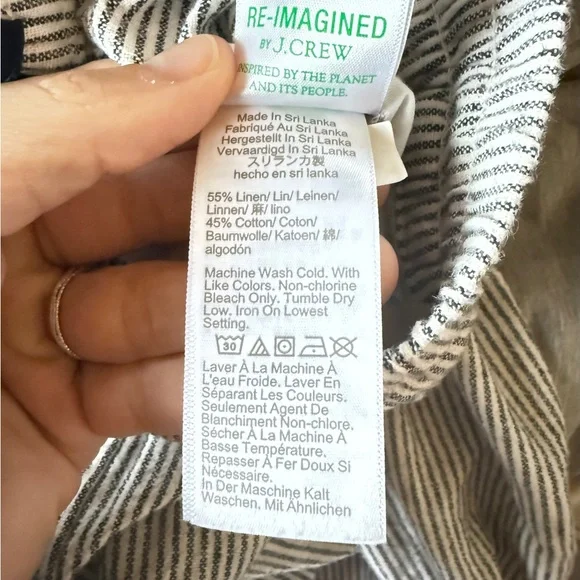 RE-IMAGINED
BY J.CREW
INSPIRED BY THE PLANET
AND ITS PEOPLE.
Made In Sri Lanka
Fabriqué Au Sri Lanka
Hergestellt In Sri Lanka
Vervaardigd In Sri Lanka
スリランカ製
hecho en sri lanka
55% Linen/ Lin/ Leinen/
Linnen/ 麻/ lino
45% Cotton/ Coton/
Baumwolle/ Katoen/ 綿/
algodón
Machine Wash Cold. With
Like Colors. Non-chlorine
Bleach Only. Tumble Dry
Low. Iron On Lowest
Setting.
30
Laver À La Machine À
L'eau Froide. Laver En
Séparant Les Couleurs.
Seulement Agent De
Blanchiment Non-chlore.
Sécher À La Machine À
Basse Température.
Repasser À Fer Doux Si
Nécessaire.
In Der Maschine Kalt
Waschen, Mit Ähnlichen